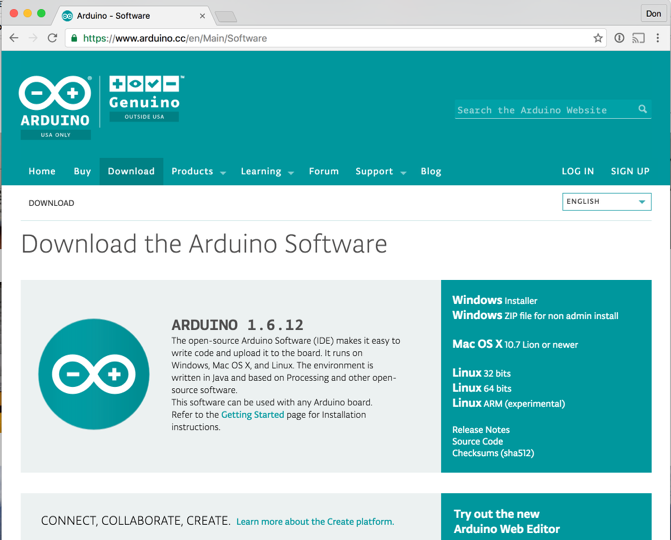 Arduino - Software
Don
https://www.arduino.cc/en/Main/Software
ARDUINO
USA ONLY
Genuino
OUTSIDE USA
Search the Arduino Website
Home Buy Download Products Learning Forum Support Blog LOG IN SIGN UP
DOWNLOAD
ENGLISH
Download the Arduino Software
ARDUINO 1.6.12
The open-source Arduino Software (IDE) makes it easy to
write code and upload it to the board. It runs on
Windows, Mac OS X, and Linux. The environment is
written in Java and based on Processing and other open-
source software.
This software can be used with any Arduino board.
Refer to the Getting Started page for Installation
instructions.
Windows Installer
Windows ZIP file for non admin install
Mac OS X 10.7 Lion or newer
Linux 32 bits
Linux 64 bits
Linux ARM (experimental)
Release Notes
Source Code
Checksums (sha512)
CONNECT, COLLABORATE, CREATE. Learn more about the Create platform.
Try out the new
Arduino Web Editor